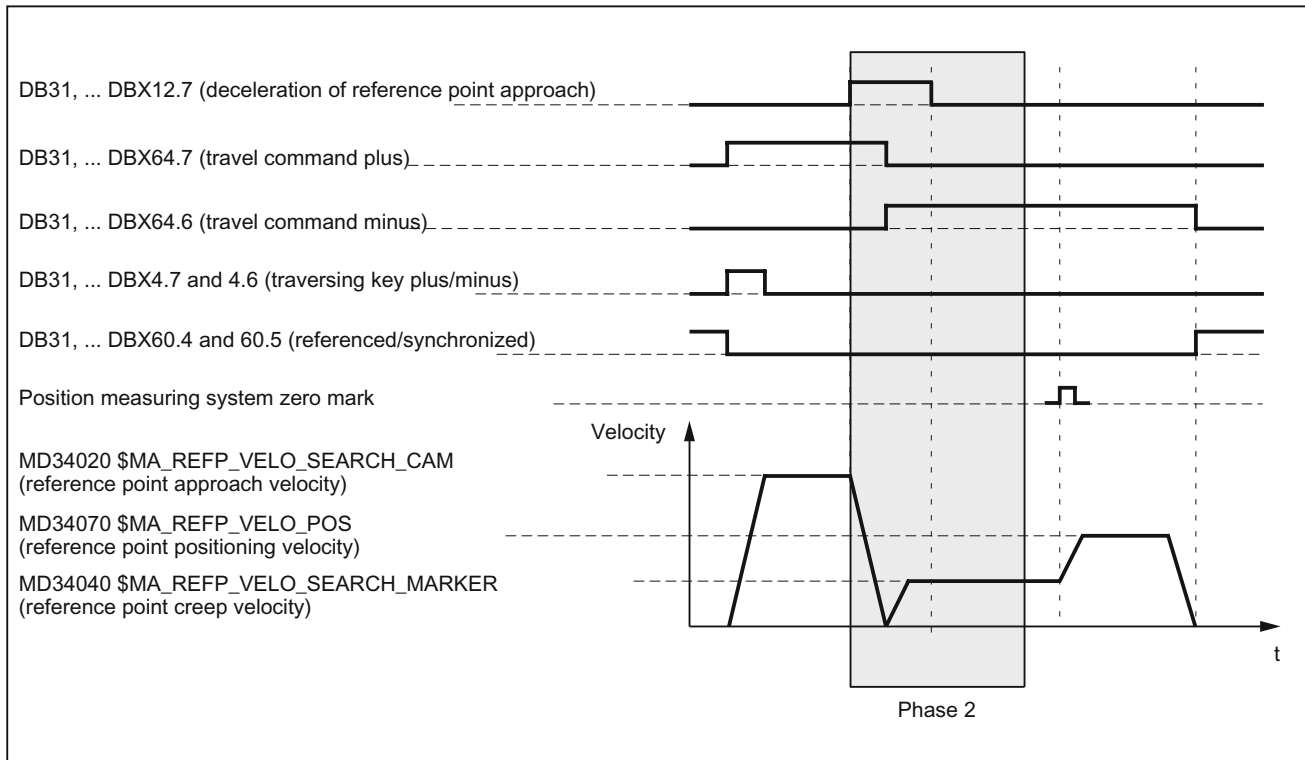 DB31, ... DBX12.7 (deceleration of reference point approach)
DB31, ... DBX64.7 (travel command plus)
DB31, ... DBX64.6 (travel command minus)
DB31, ... DBX4.7 and 4.6 (traversing key plus/minus)
DB31, ... DBX60.4 and 60.5 (referenced/synchronized)
Position measuring system zero mark
Velocity
MD34020 $MA_REFP_VELO_SEARCH_CAM
(reference point approach velocity)
MD34070 $MA_REFP_VELO_POS
(reference point positioning velocity)
MD34040 $MA_REFP_VELO_SEARCH_MARKER
(reference point creep velocity)
t
Phase 2